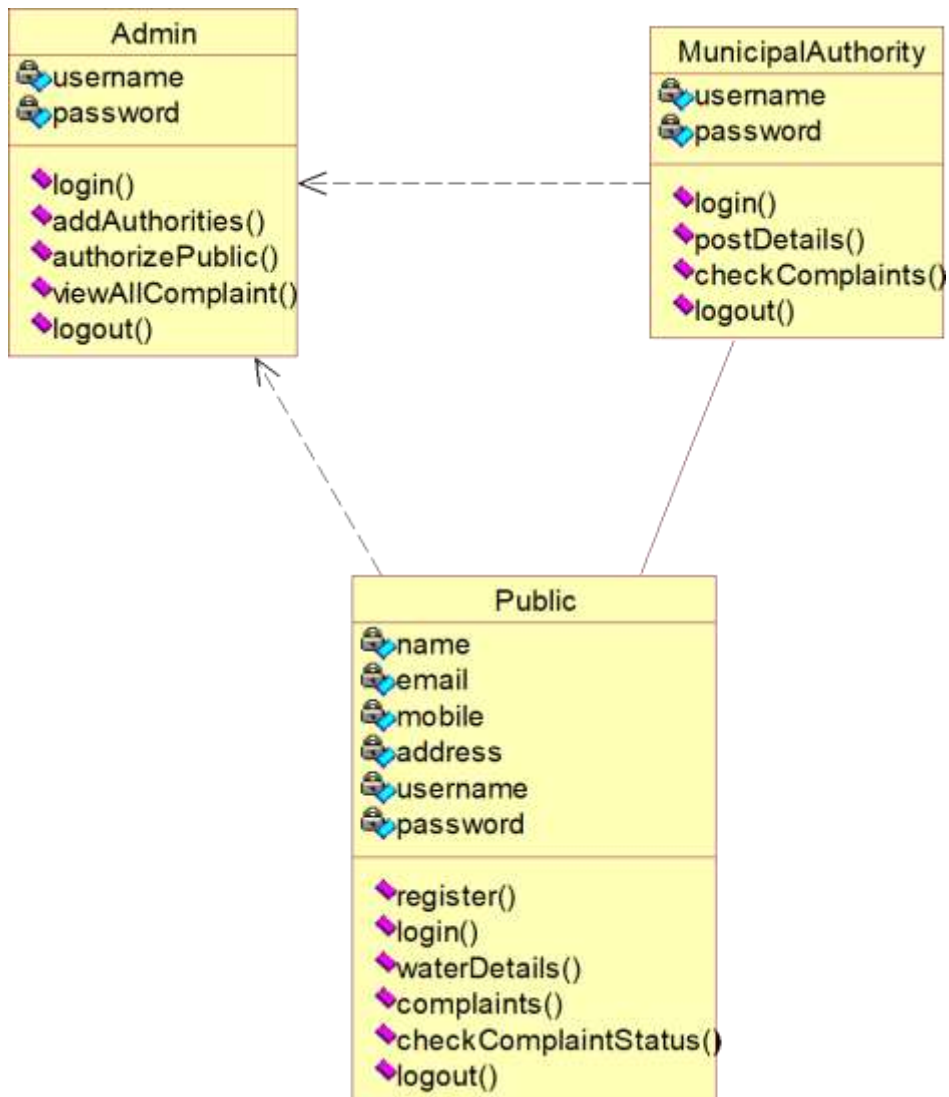 Admin
username
password
login()
addAuthorities()
authorizePublic()
viewAllComplaint()
logout()
MunicipalAuthority
username
password
login()
postDetails()
checkComplaints()
logout()
Public
name
email
mobile
address
username
password
register()
login()
waterDetails()
complaints()
checkComplaintStatus()
logout()